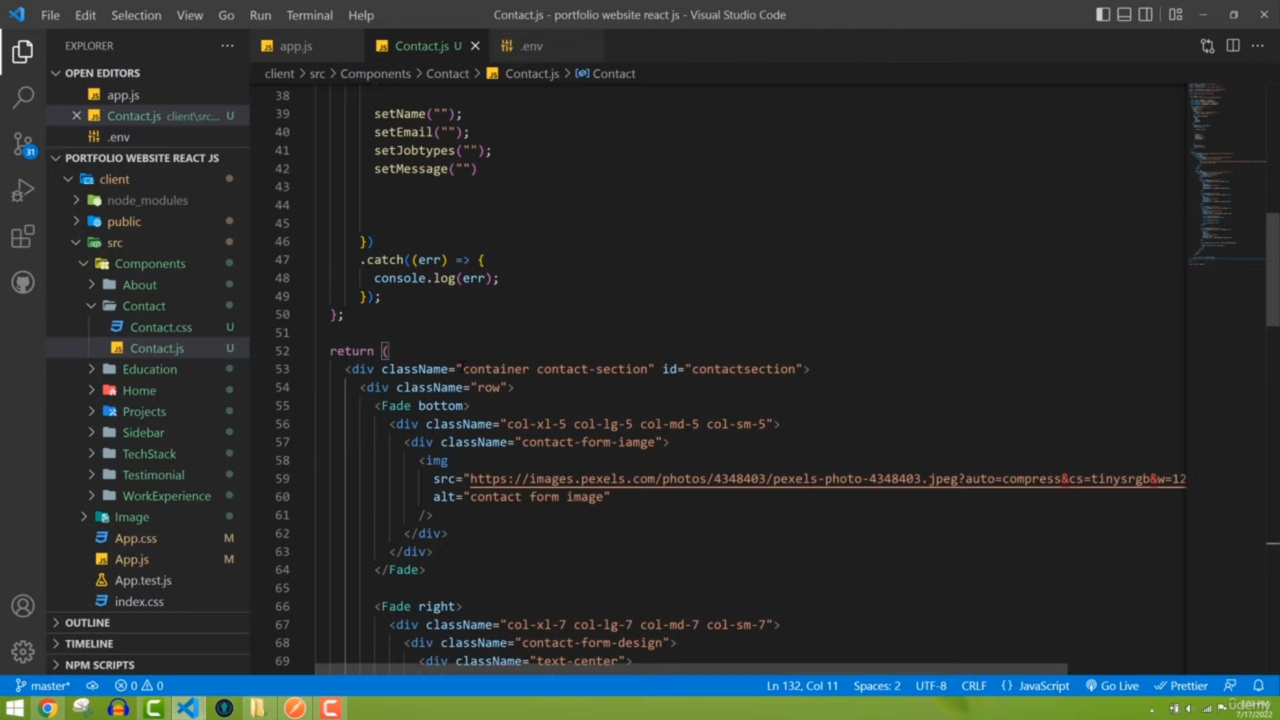 File Edit Selection View Go Run Terminal Help Contact.js - portfolio website react js - Visual Studio Code
EXPLORER
app.js Contact.js U .env
OPEN EDITORS
app.js
Contact.js client\src... U
.env
PORTFOLIO WEBSITE REACT JS
client
node_modules
public
src
Components
About
Contact
Contact.css U
Contact.js U
Education
Home
Projects
Sidebar
TechStack
Testimonial
WorkExperience
Image
App.css M
App.js M
App.test.js
index.css
OUTLINE
TIMELINE
NPM SCRIPTS
31
client > src > Components > Contact > Contact.js > Contact
38
39 setName("");
40 setEmail("");
41 setJobtypes("");
42 setMessage("")
43
44
45
46 })
47 .catch((err) => {
48 console.log(err);
49 });
50 };
51
52 return (
53 <div className="container contact-section" id="contactsection">
54 <div className="row">
55 <Fade bottom>
56 <div className="col-xl-5 col-lg-5 col-md-5 col-sm-5">
57 <div className="contact-form-iamge">
58 <img
59 src="https://images.pexels.com/photos/4348403/pexels-photo-4348403.jpeg?auto=compress&cs=tinysrgb&w=12
60 alt="contact form image"
61 />
62 </div>
63 </div>
64 </Fade>
65
66 <Fade right>
67 <div className="col-xl-7 col-lg-7 col-md-7 col-sm-7">
68 <div className="contact-form-design">
69 <div className="text-center">
master* 0 0 Ln 132, Col 11 Spaces: 2 UTF-8 CRLF {} JavaScript Go Live Prettier
udemy
7/17/2022